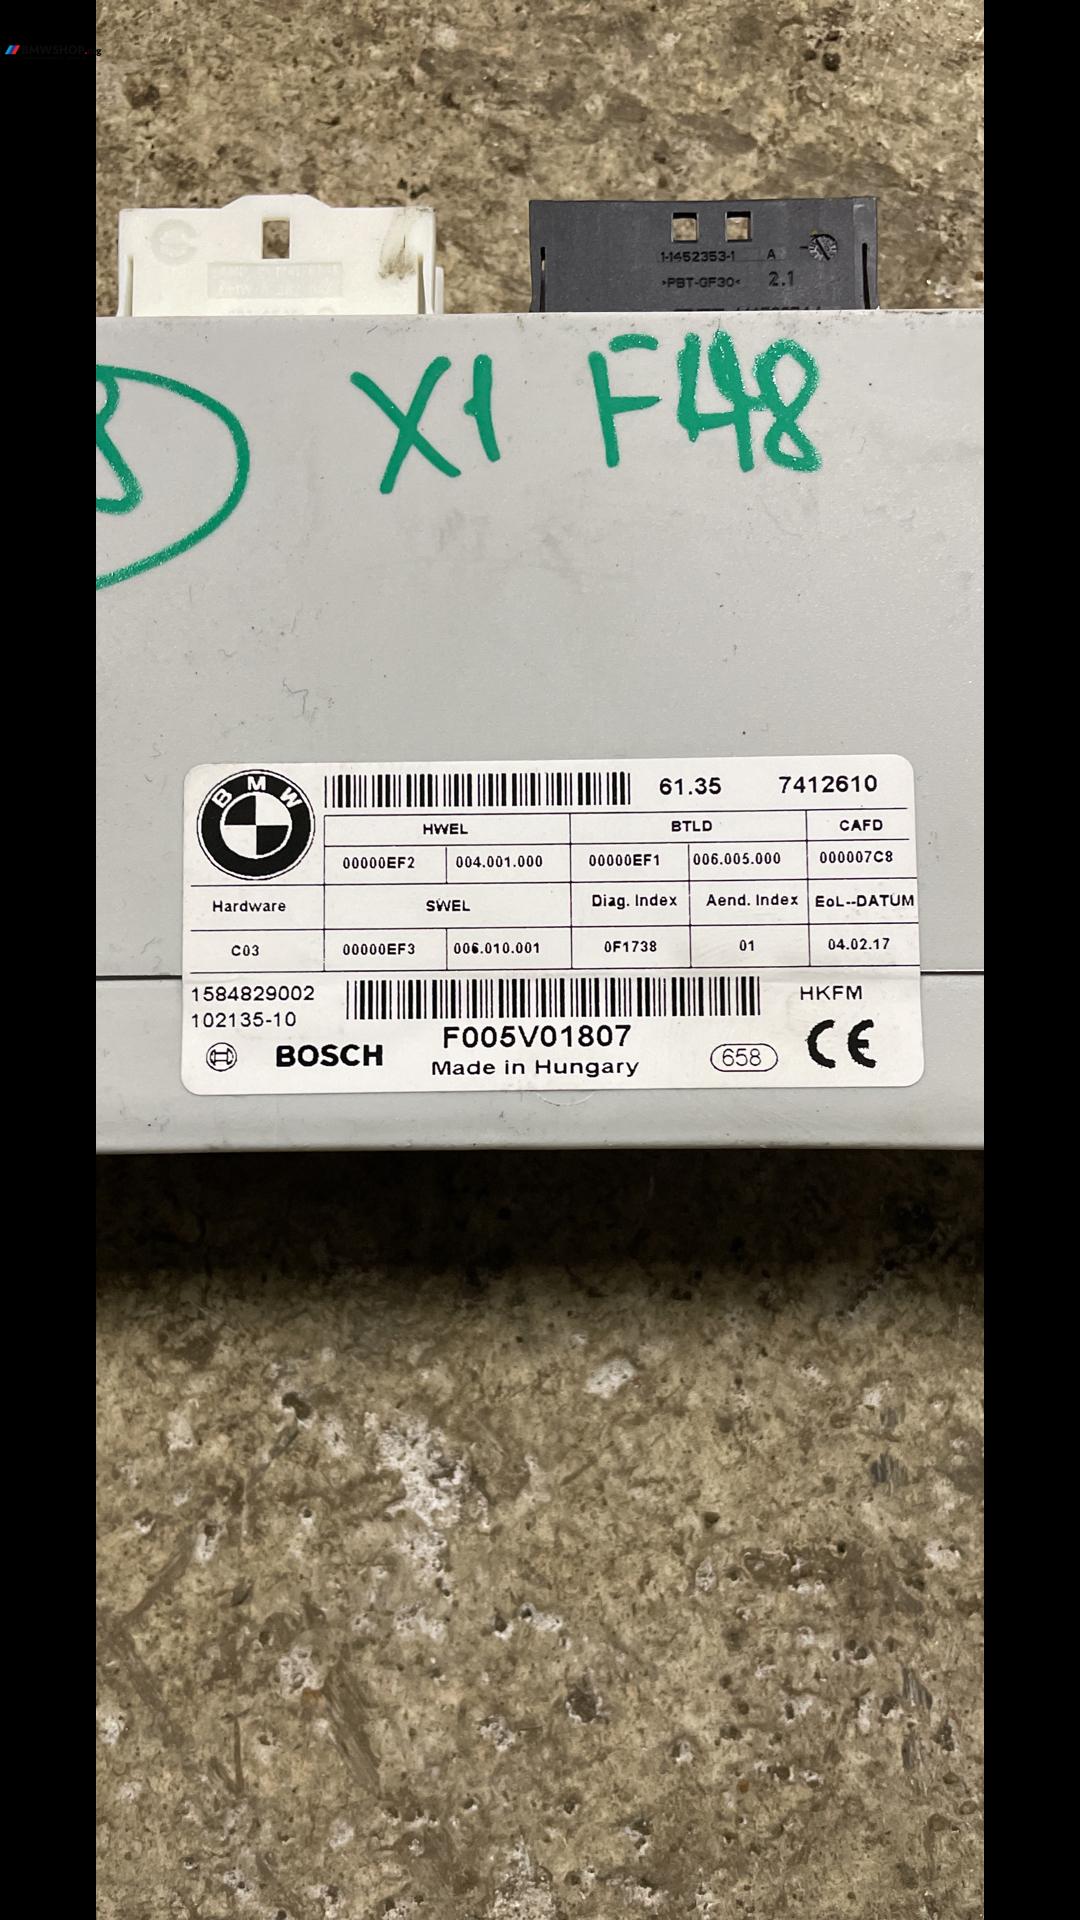 BMWSHOP
1-1452353-1 A
>PBT-GF30< 2.1
X1 F48
BMW
61.35 7412610
HWEL BTLD CAFD
00000EF2 004.001.000 00000EF1 006.005.000 000007C8
Hardware SWEL Diag. Index Aend. Index EoL--DATUM
C03 00000EF3 006.010.001 0F1738 01 04.02.17
1584829002 HKFM
102135-10
F005V01807
BOSCH Made in Hungary 658 CE